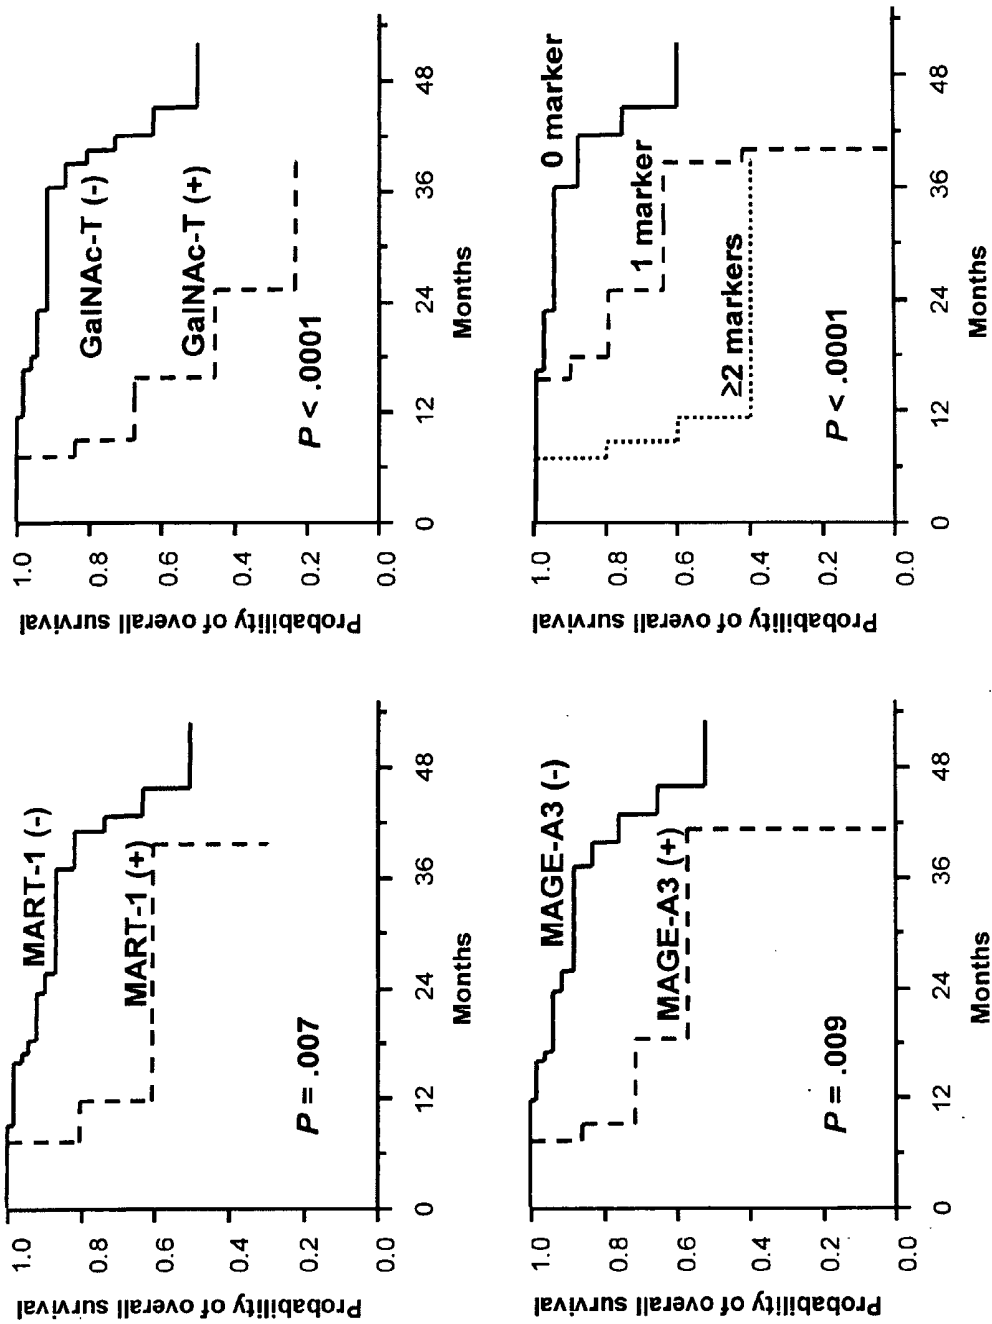 Probability of overall survival
1.0
0.8
0.6
0.4
0.2
0.0
MART-1 (-)
MART-1 (+)
P = .007
0
12
24
36
48
Months
Probability of overall survival
1.0
0.8
0.6
0.4
0.2
0.0
GalNAc-T (-)
GalNAc-T (+)
P < .0001
0
12
24
36
48
Months
Probability of overall survival
1.0
0.8
0.6
0.4
0.2
0.0
MAGE-A3 (-)
MAGE-A3 (+)
P = .009
0
12
24
36
48
Months
Probability of overall survival
1.0
0.8
0.6
0.4
0.2
0.0
0 marker
1 marker
≥2 markers
P < .0001
0
12
24
36
48
Months